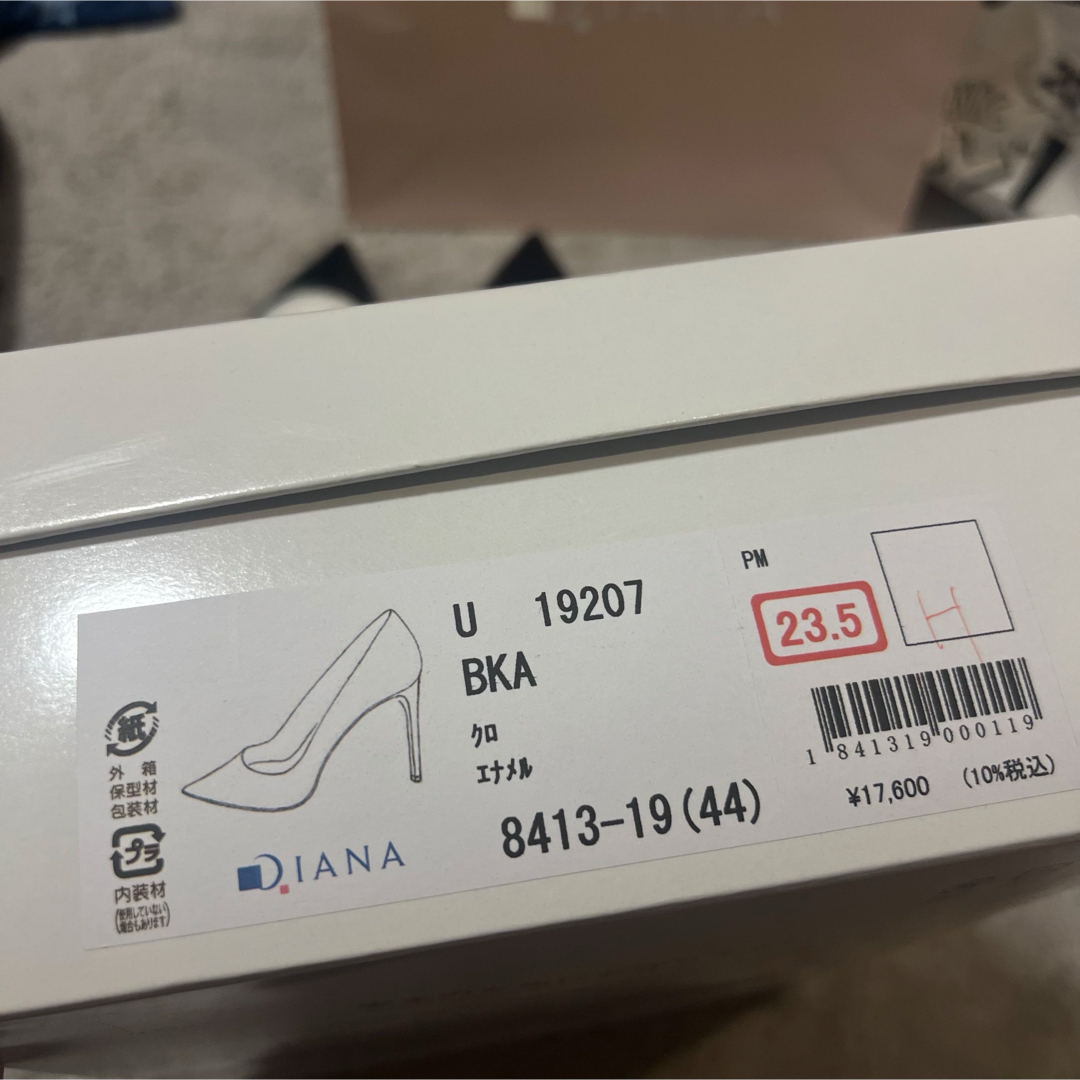 U 19207
PM
23.5
H
BKA
クロ
エナメル
8413-19(44)
1 841319 000119
¥17,600 (10%税込)
紙
外 箱
保型材
包装材
プラ
内装材
(使用していない
場合もあります)
DIANA